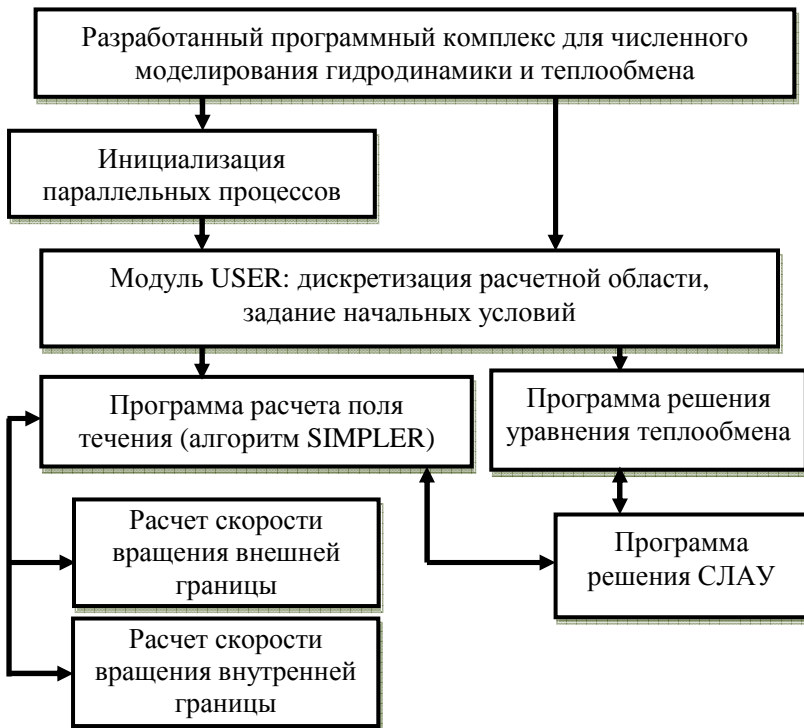 Разработанный программный комплекс для численного
моделирования гидродинамики и теплообмена
Инициализация
параллельных процессов
Модуль USER: дискретизация расчетной области,
задание начальных условий
Программа расчета поля
течения (алгоритм SIMPLER)
Программа решения
уравнения теплообмена
Расчет скорости
вращения внешней
границы
Программа
решения СЛАУ
Расчет скорости
вращения внутренней
границы